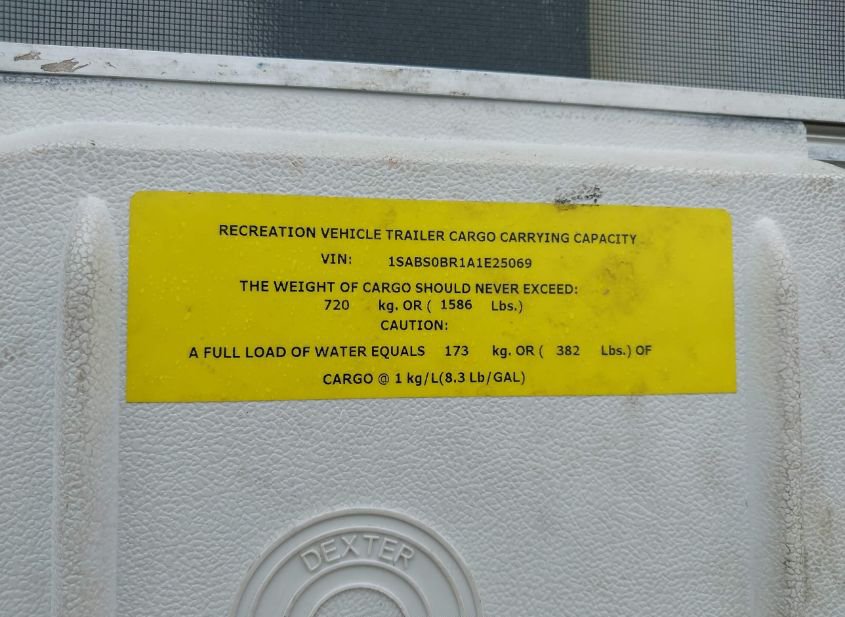 RECREATION VEHICLE TRAILER CARGO CARRYING CAPACITY
VIN: 1SABS0BR1A1E25069
THE WEIGHT OF CARGO SHOULD NEVER EXCEED:
720 kg. OR ( 1586 Lbs.)
CAUTION:
A FULL LOAD OF WATER EQUALS 173 kg. OR ( 382 Lbs.) OF
CARGO @ 1 kg/L(8.3 Lb/GAL)
DEXTER